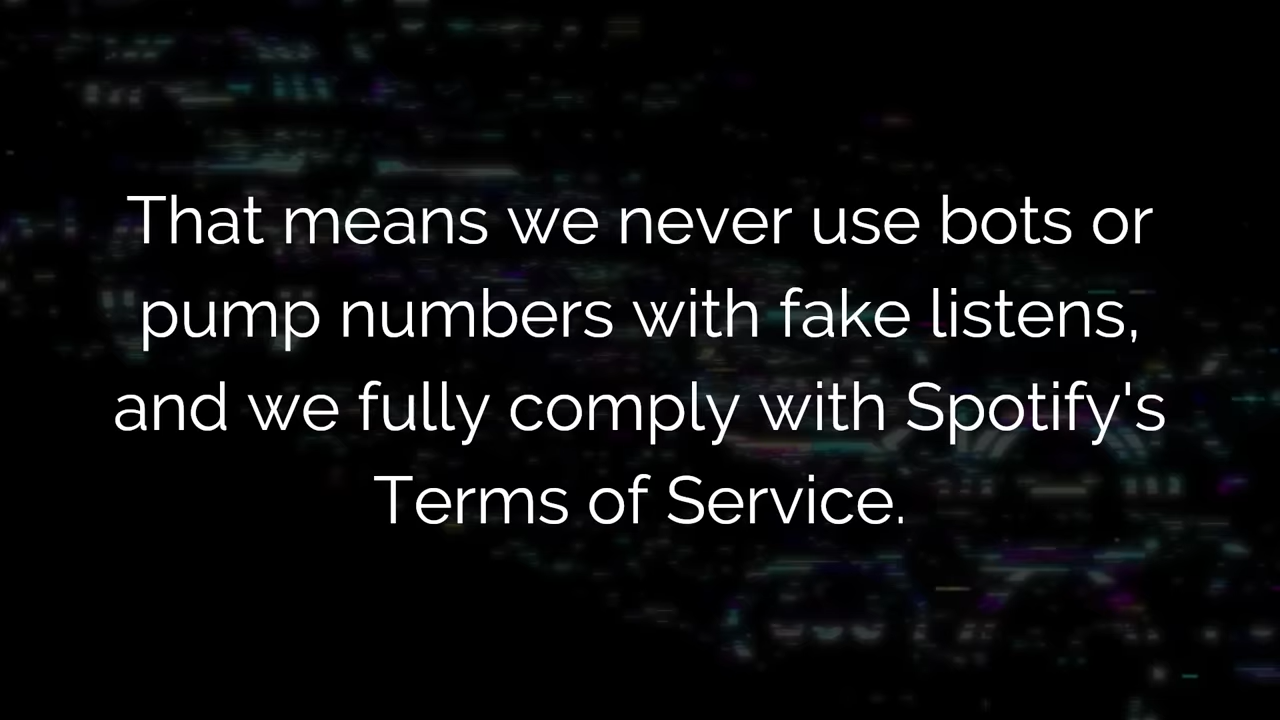 That means we never use bots or
pump numbers with fake listens,
and we fully comply with Spotify's
Terms of Service.